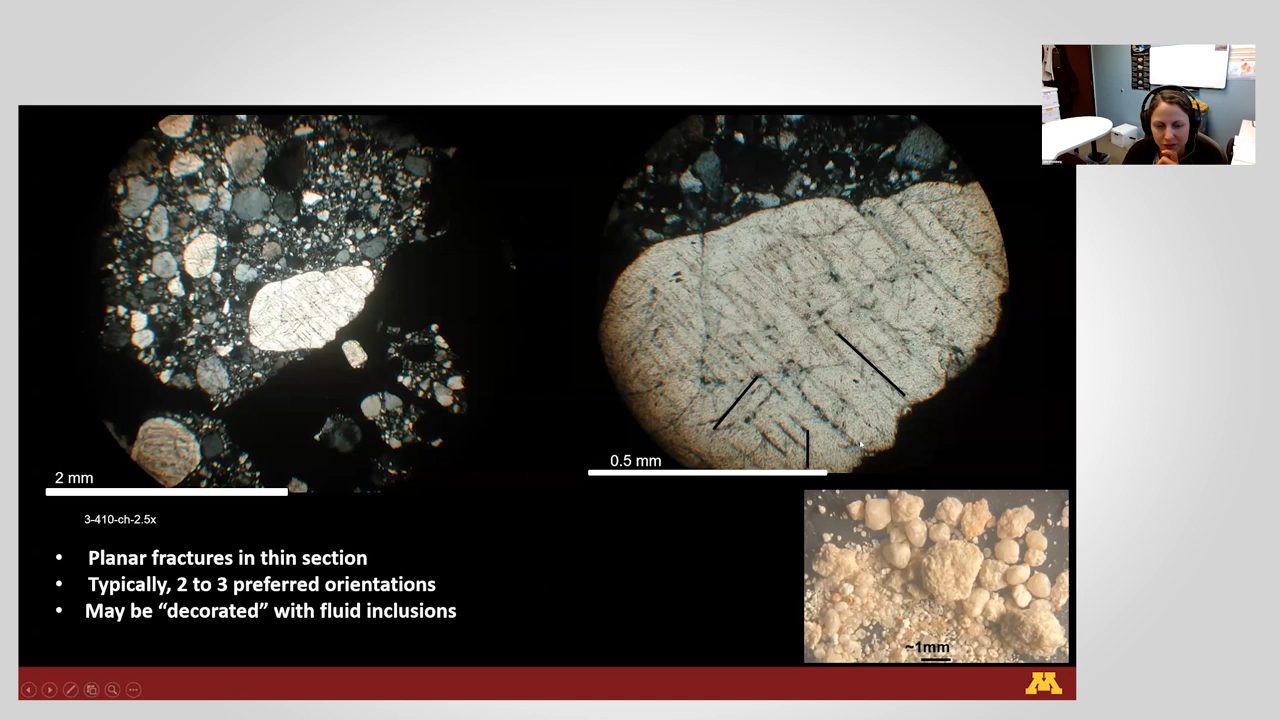 2 mm
0.5 mm
3-410-ch-2.5x
• Planar fractures in thin section
• Typically, 2 to 3 preferred orientations
• May be “decorated” with fluid inclusions
~1mm
M